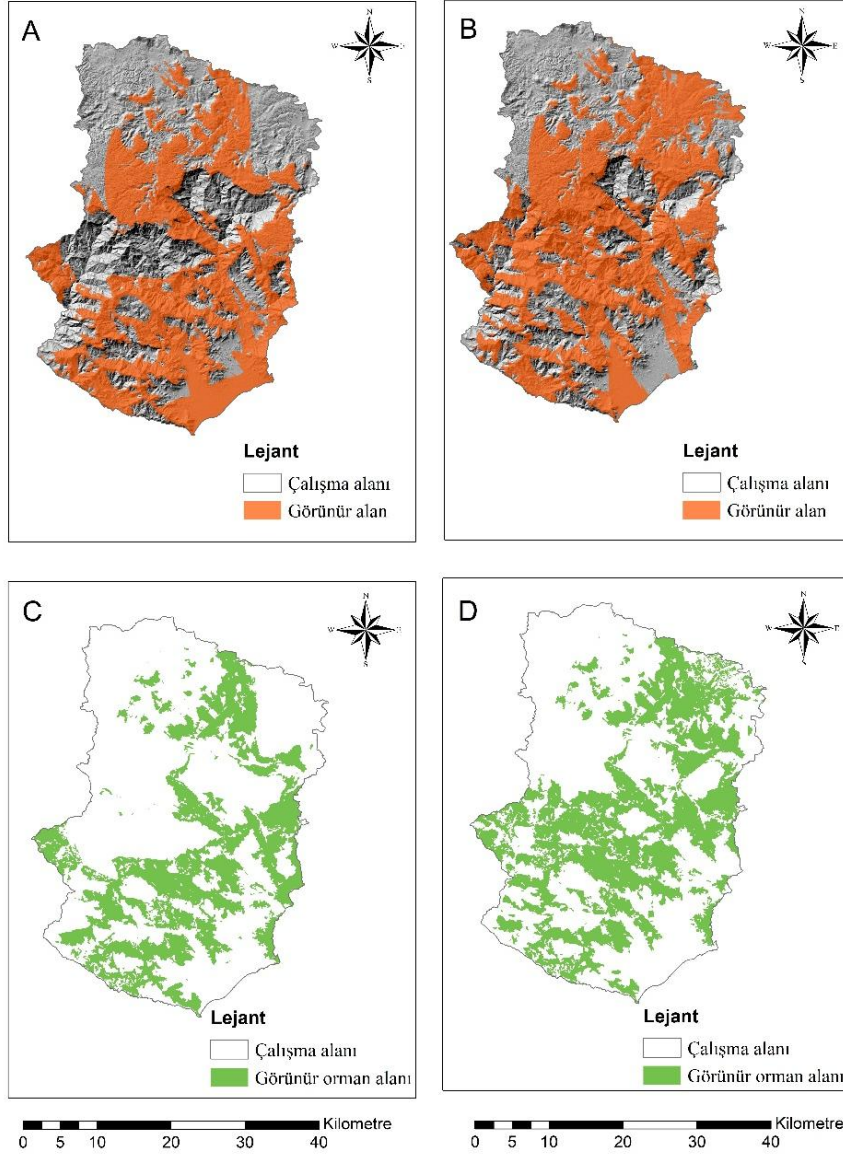 A
N
W
S
B
N
W E
S
Lejant
Çalışma alanı
Görünür alan
Lejant
Çalışma alanı
Görünür alan
C
N
W E
S
D
N
W E
Lejant
Çalışma alanı
Görünür orman alanı
Lejant
Çalışma alanı
Görünür orman alanı
Kilometre
0 5 10 20 30 40
Kilometre
0 5 10 20 30 40